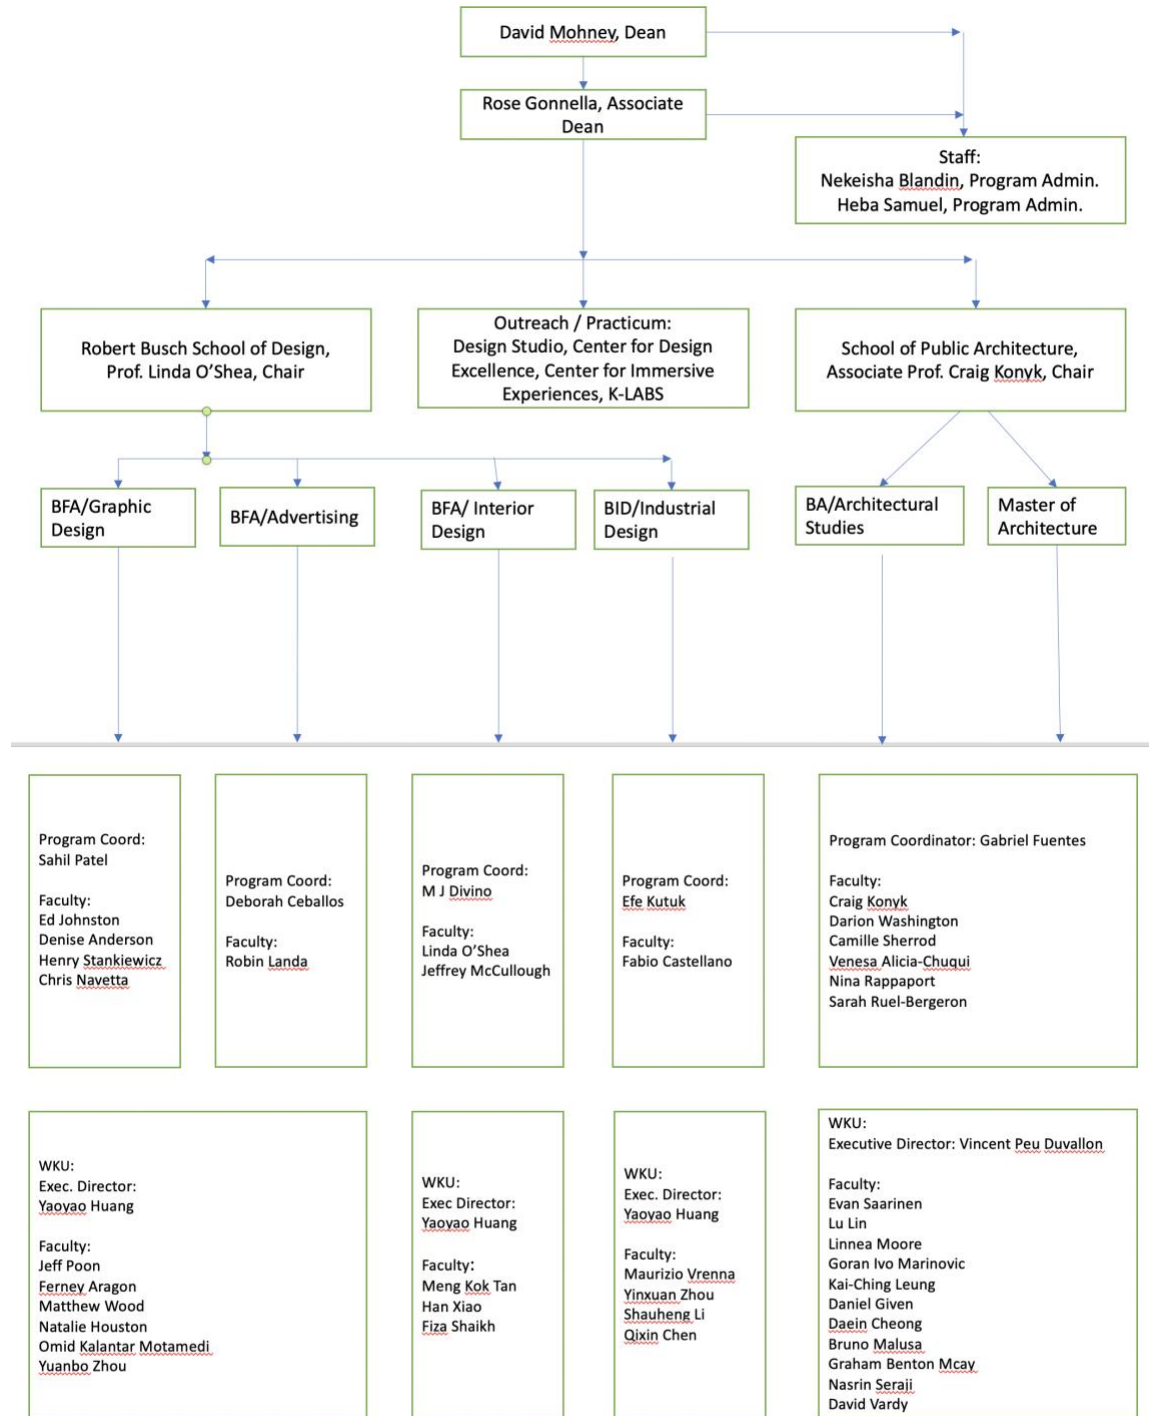 David Mohney, Dean
Rose Gonnella, Associate
Dean
Staff:
Nekeisha Blandin, Program Admin.
Heba Samuel, Program Admin.
Robert Busch School of Design,
Prof. Linda O’Shea, Chair
Outreach / Practicum:
Design Studio, Center for Design
Excellence, Center for Immersive
Experiences, K-LABS
School of Public Architecture,
Associate Prof. Craig Konyk, Chair
BFA/Graphic
Design
BFA/Advertising
BFA/ Interior
Design
BID/Industrial
Design
BA/Architectural
Studies
Master of
Architecture
Program Coord:
Sahil Patel
Faculty:
Ed Johnston
Denise Anderson
Henry Stankiewicz
Chris Navetta
Program Coord:
Deborah Ceballos
Faculty:
Robin Landa
Program Coord:
M J Divino
Faculty:
Linda O’Shea
Jeffrey McCullough
Program Coord:
Efe Kutuk
Faculty:
Fabio Castellano
Program Coordinator: Gabriel Fuentes
Faculty:
Craig Konyk
Darion Washington
Camille Sherrod
Venesa Alicia-Chuqui
Nina Rappaport
Sarah Ruel-Bergeron
WKU:
Exec. Director:
Yaoyao Huang
Faculty:
Jeff Poon
Ferney Aragon
Matthew Wood
Natalie Houston
Omid Kalantar Motamedi
Yuanbo Zhou
WKU:
Exec Director:
Yaoyao Huang
Faculty:
Meng Kok Tan
Han Xiao
Fiza Shaikh
WKU:
Exec. Director:
Yaoyao Huang
Faculty:
Maurizio Vrenna
Yinxuan Zhou
Shauheng Li
Qixin Chen
WKU:
Executive Director: Vincent Peu Duvallon
Faculty:
Evan Saarinen
Lu Lin
Linnea Moore
Goran Ivo Marinovic
Kai-Ching Leung
Daniel Given
Daein Cheong
Bruno Malusa
Graham Benton Mcay
Nasrin Seraji
David Vardy